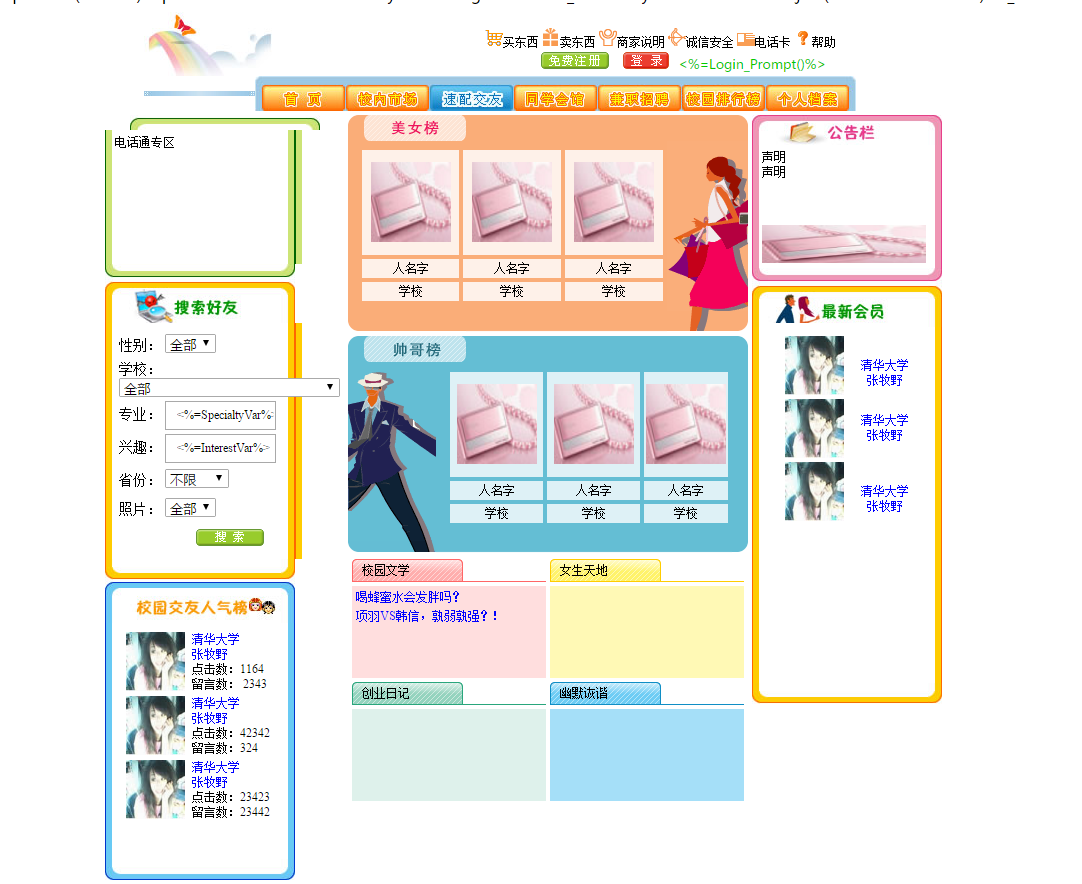 买东西 卖东西 商家说明 诚信安全 电话卡 帮助
免费注册 登 录 <%=Login_Prompt()%>
首 页 校内市场 速配交友 同学会馆 兼职招聘 校园排行榜 个人档案
电话通专区
搜索好友
性别： 全部
学校：
全部
专业： <%=SpecialtyVar%
兴趣： <%=InterestVar%>
省份： 不限
照片： 全部
搜 索
校园交友人气榜
清华大学
张牧野
点击数：1164
留言数： 2343
清华大学
张牧野
点击数：42342
留言数：324
清华大学
张牧野
点击数：23423
留言数：23442
美女榜
人名字 人名字 人名字
学校 学校 学校
帅哥榜
人名字 人名字 人名字
学校 学校 学校
校园文学 女生天地
喝蜂蜜水会发胖吗？
项羽VS韩信，孰弱孰强？！
创业日记 幽默诙谐
公告栏
声明
声明
最新会员
清华大学
张牧野
清华大学
张牧野
清华大学
张牧野